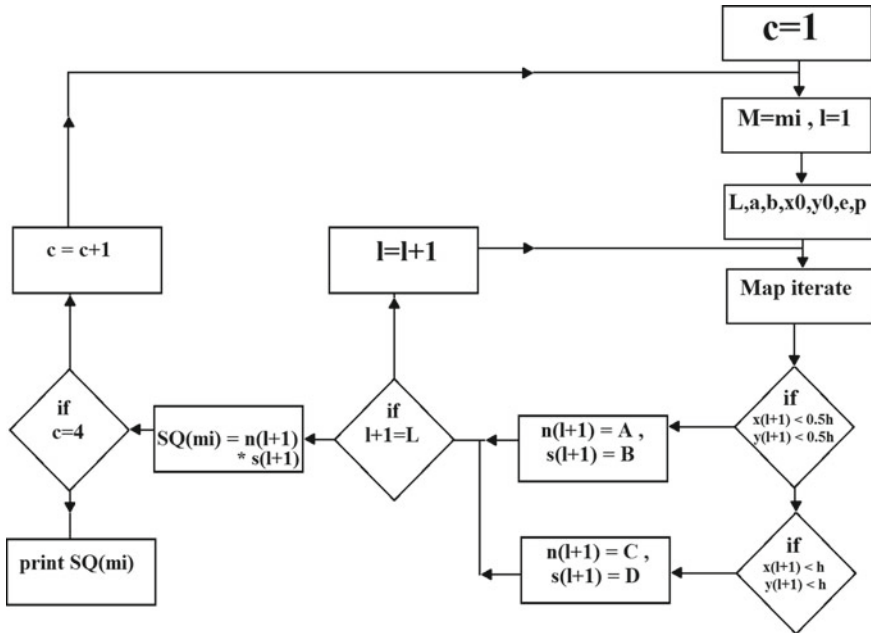 c=1
M=mi , l=1
L,a,b,x0,y0,e,p
c = c+1
l=l+1
Map iterate
if
c=4
SQ(mi) = n(l+1)
* s(l+1)
if
l+1=L
n(l+1) = A ,
s(l+1) = B
if
x(l+1) < 0.5h
y(l+1) < 0.5h
print SQ(mi)
n(l+1) = C ,
s(l+1) = D
if
x(l+1) < h
y(l+1) < h